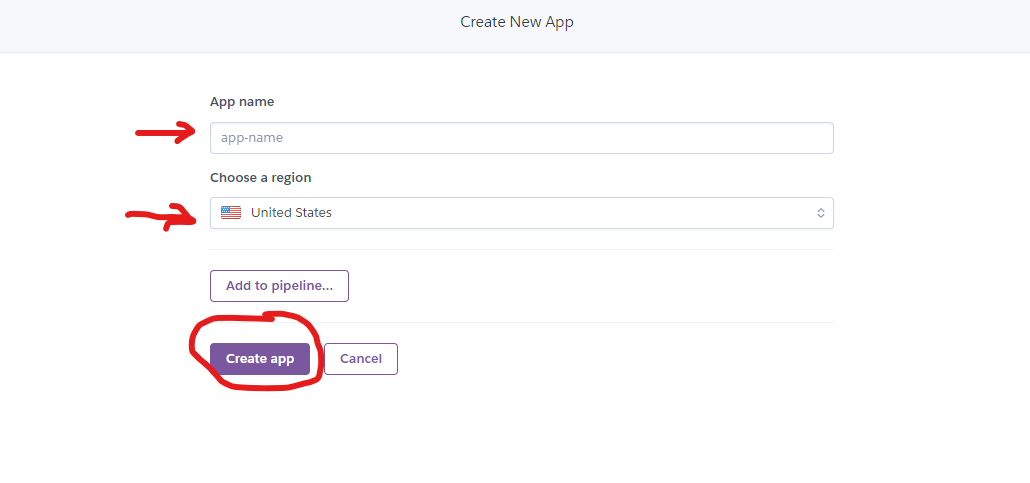 Create New App
App name
app-name
Choose a region
United States
Add to pipeline...
Create app
Cancel